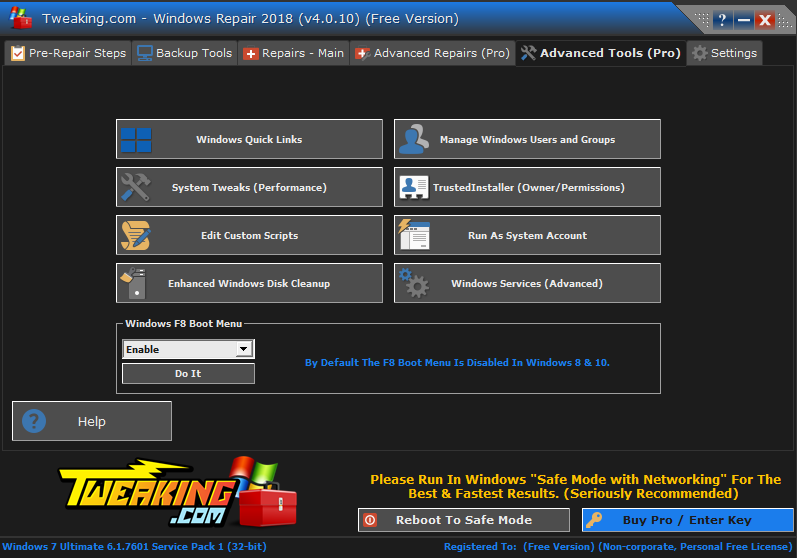 Tweaking.com - Windows Repair 2018 (v4.0.10) (Free Version)
?
Pre-Repair Steps
Backup Tools
Repairs - Main
Advanced Repairs (Pro)
Advanced Tools (Pro)
Settings
Windows Quick Links
Manage Windows Users and Groups
System Tweaks (Performance)
TrustedInstaller (Owner/Permissions)
Edit Custom Scripts
Run As System Account
Enhanced Windows Disk Cleanup
Windows Services (Advanced)
Windows F8 Boot Menu
Enable
Do It
By Default The F8 Boot Menu Is Disabled In Windows 8 & 10.
? Help
TWEAKING
.COM
Please Run In Windows "Safe Mode with Networking" For The
Best & Fastest Results. (Seriously Recommended)
Reboot To Safe Mode
Buy Pro / Enter Key
Windows 7 Ultimate 6.1.7601 Service Pack 1 (32-bit)
Registered To: (Free Version) (Non-corporate, Personal Free License)